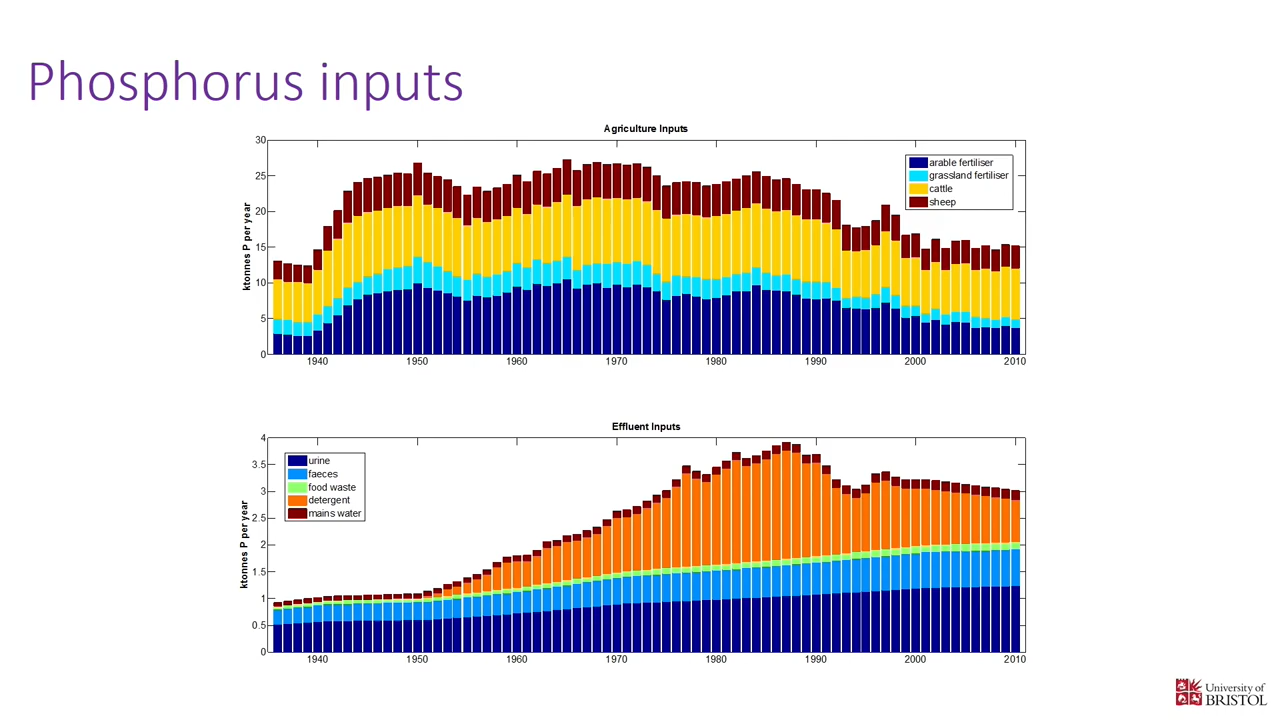 Phosphorus inputs
Agriculture Inputs
ktonnes P per year
30
25
20
15
10
5
0
arable fertiliser
grassland fertiliser
cattle
sheep
1940 1950 1960 1970 1980 1990 2000 2010
Effluent Inputs
ktonnes P per year
4
3.5
3
2.5
2
1.5
1
0.5
0
urine
faeces
food waste
detergent
mains water
1940 1950 1960 1970 1980 1990 2000 2010
University of
BRISTOL